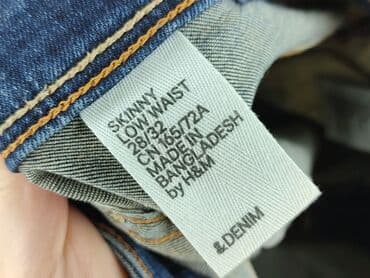 SKINNY
LOW WAIST
28/32
CN 165/72A
MADE IN
BANGLADESH
by H&M
&DENIM